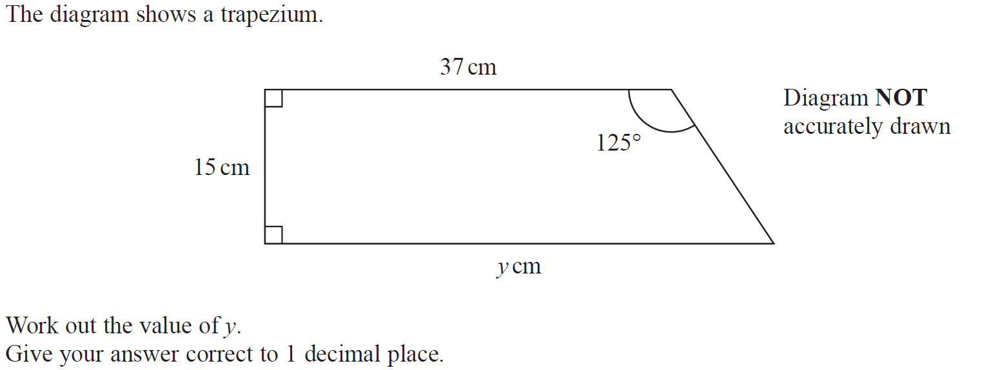 The diagram shows a trapezium.
37 cm
Diagram NOT
accurately drawn
125°
15 cm
y cm
Work out the value of y.
Give your answer correct to 1 decimal place.